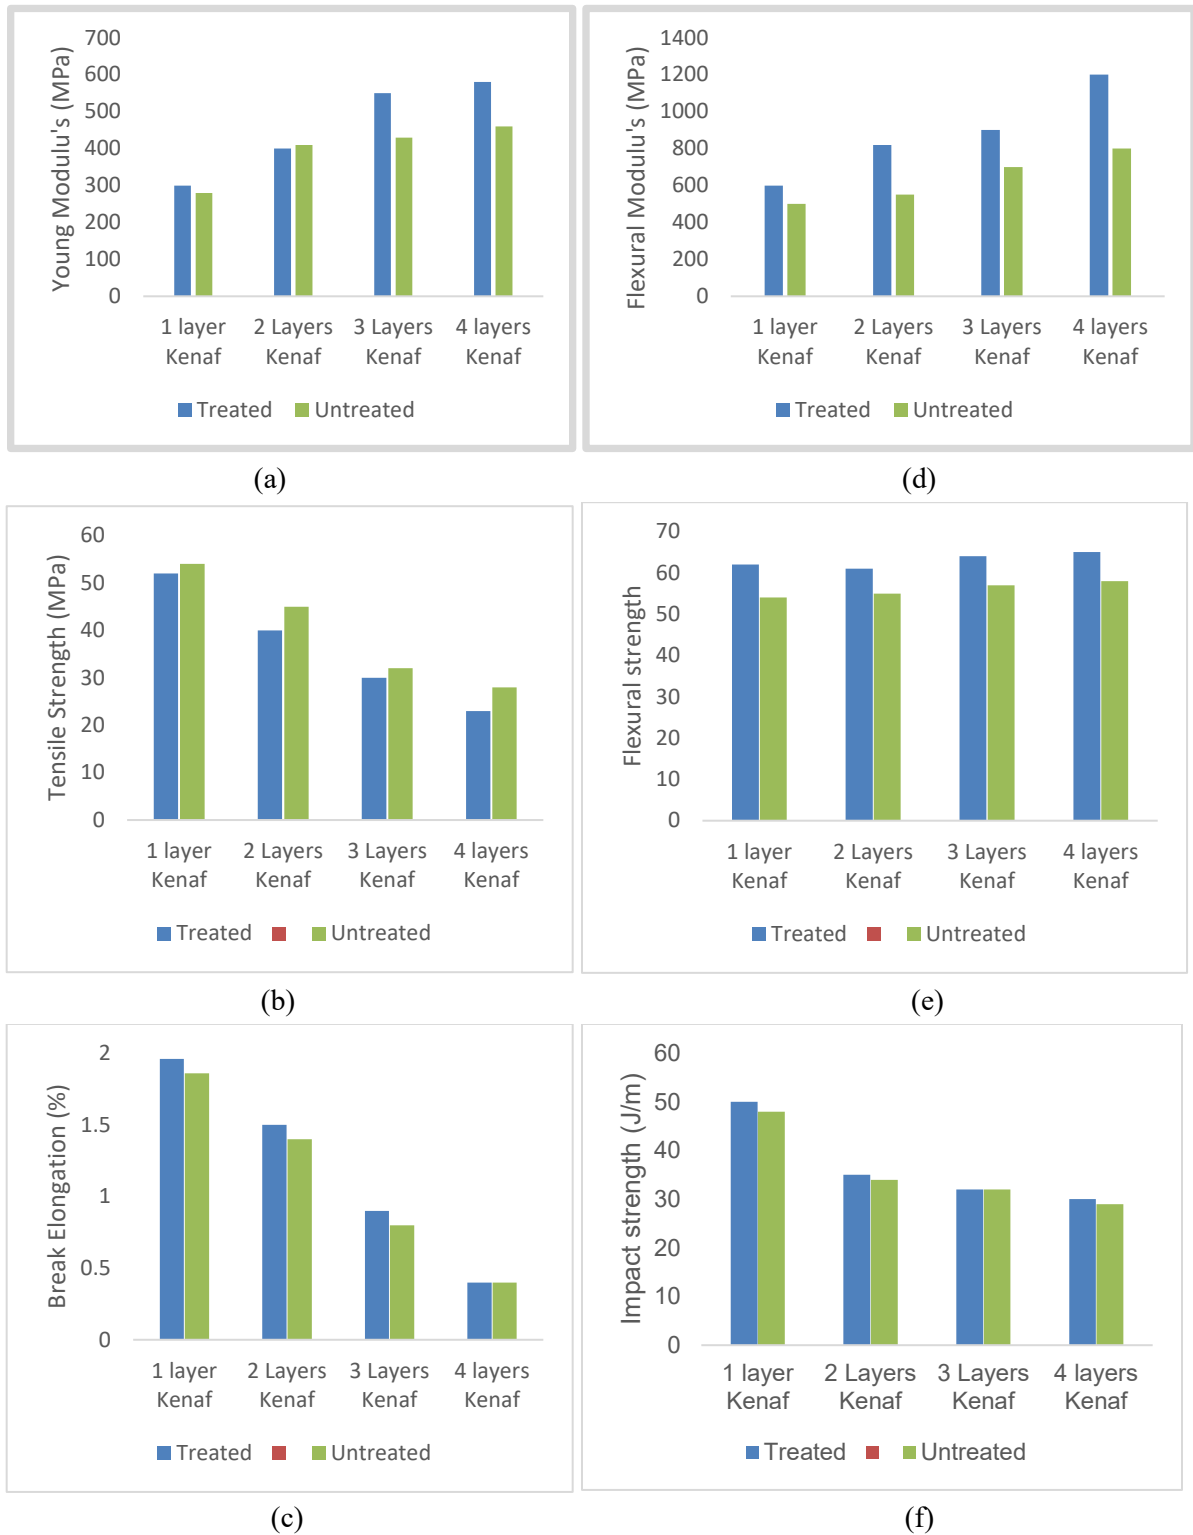 Young Modulu's (MPa)
700
600
500
400
300
200
100
0
1 layer Kenaf
2 Layers Kenaf
3 Layers Kenaf
4 layers Kenaf
Treated Untreated
(a)
Flexural Modulu's (MPa)
1400
1200
1000
800
600
400
200
0
1 layer Kenaf
2 Layers Kenaf
3 Layers Kenaf
4 layers Kenaf
Treated Untreated
(d)
Tensile Strength (MPa)
60
50
40
30
20
10
0
1 layer Kenaf
2 Layers Kenaf
3 Layers Kenaf
4 layers Kenaf
Treated Untreated
(b)
Flexural strength
70
60
50
40
30
20
10
0
1 layer Kenaf
2 Layers Kenaf
3 Layers Kenaf
4 layers Kenaf
Treated Untreated
(e)
Break Elongation (%)
2
1.5
1
0.5
0
1 layer Kenaf
2 Layers Kenaf
3 Layers Kenaf
4 layers Kenaf
Treated Untreated
(c)
Impact strength (J/m)
60
50
40
30
20
10
0
1 layer Kenaf
2 Layers Kenaf
3 Layers Kenaf
4 layers Kenaf
Treated Untreated
(f)